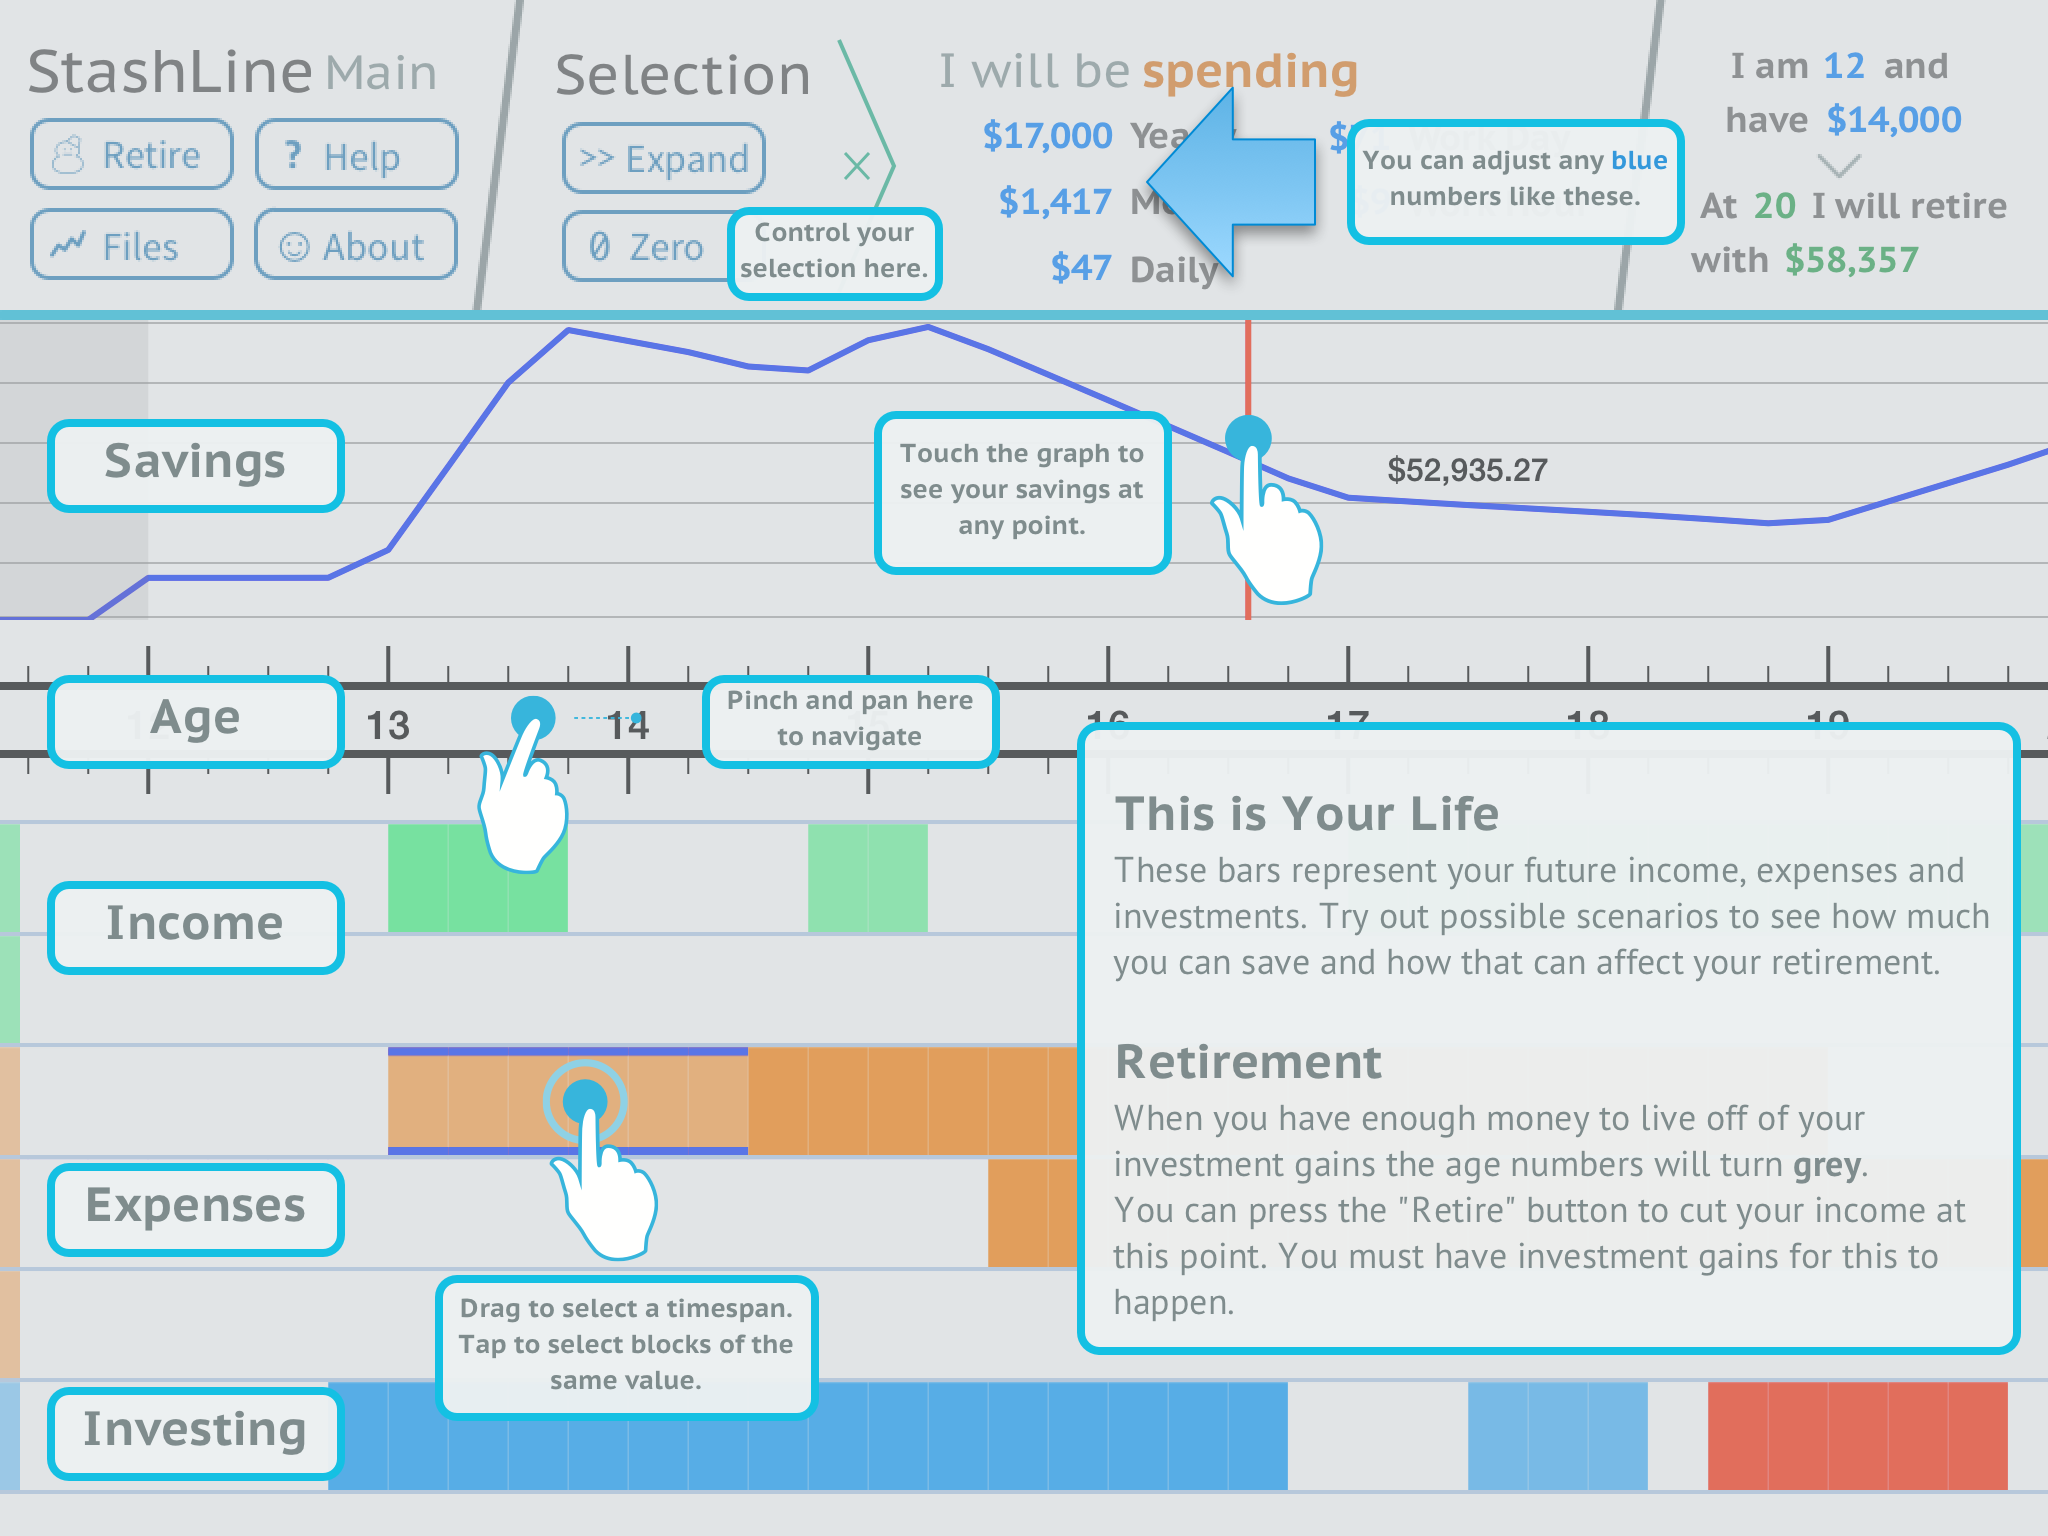 StashLine Main
Retire
? Help
Files
About
Selection
>> Expand
0 Zero
Control your
selection here.
I will be spending
$17,000
$1,417
$47 Daily
You can adjust any blue
numbers like these.
I am 12 and
have $14,000
At 20 I will retire
with $58,357
Savings
Touch the graph to
see your savings at
any point.
$52,935.27
Age
13
14
Pinch and pan here
to navigate
16
17
18
19
Income
Expenses
Investing
Drag to select a timespan.
Tap to select blocks of the
same value.
This is Your Life
These bars represent your future income, expenses and
investments. Try out possible scenarios to see how much
you can save and how that can affect your retirement.
Retirement
When you have enough money to live off of your
investment gains the age numbers will turn grey.
You can press the "Retire" button to cut your income at
this point. You must have investment gains for this to
happen.